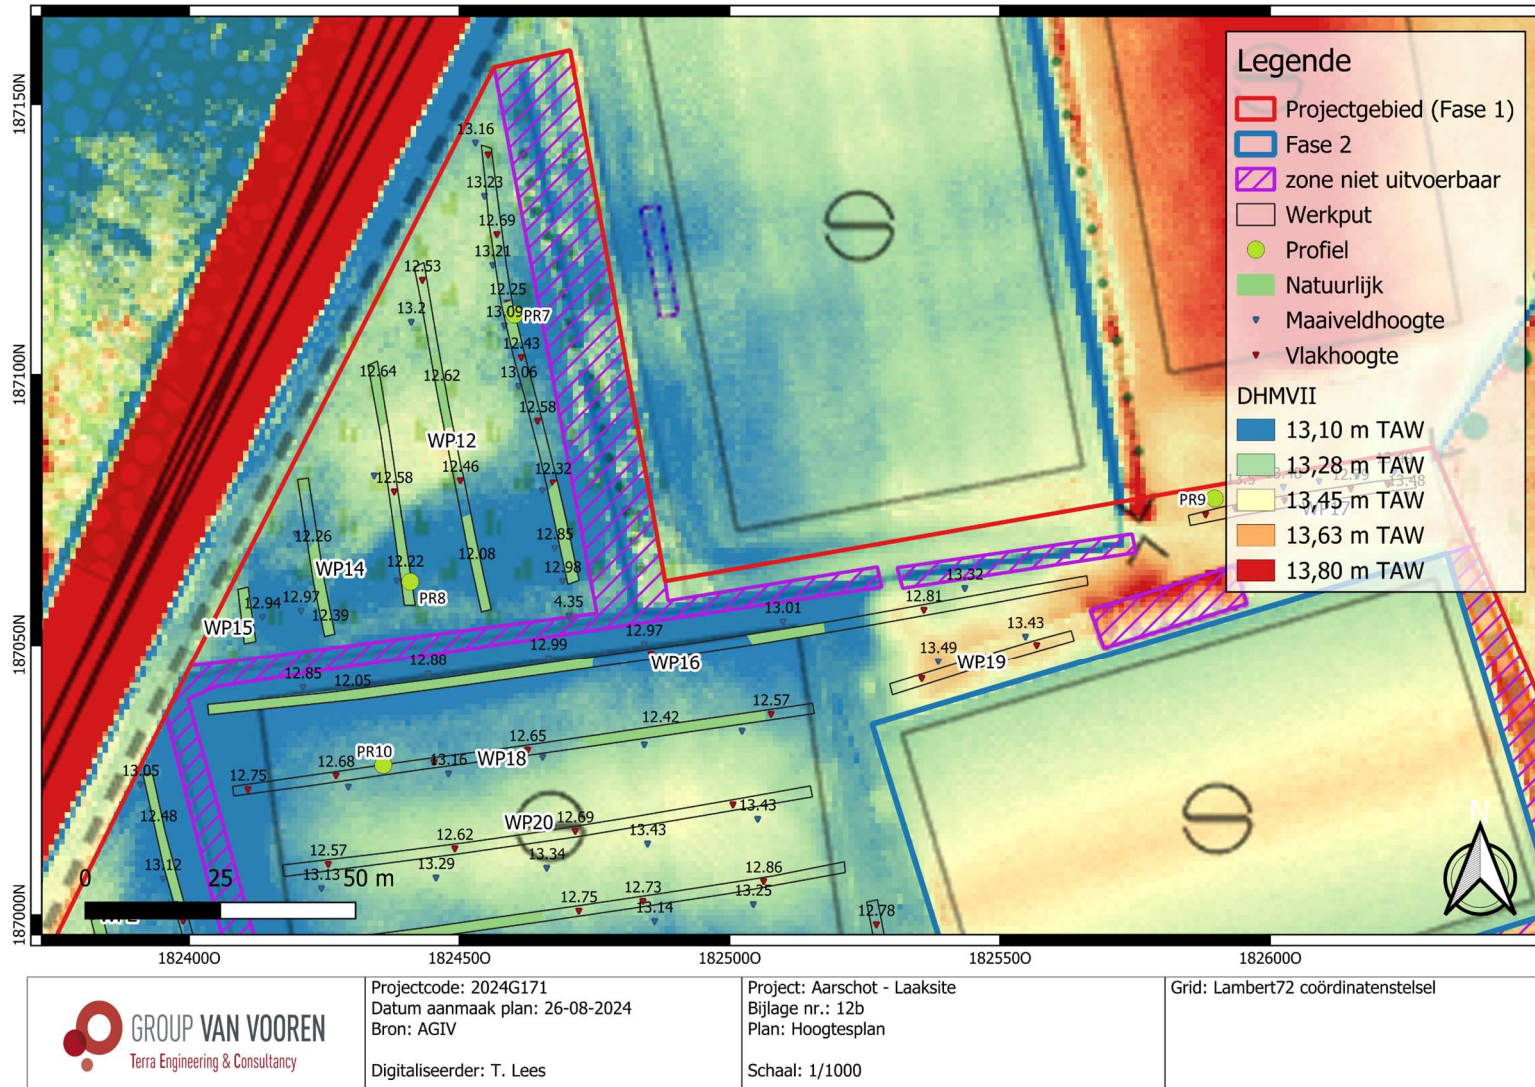 Legende
Projectgebied (Fase 1)
Fase 2
zone niet uitvoerbaar
Werkput
Profiel
Natuurlijk
Maaiveldhoogte
Vlakhoogte
DHMVII
13,10 m TAW
13,28 m TAW
13,45 m TAW
13,63 m TAW
13,80 m TAW
187150N
187100N
187050N
187000N
13.16
13.23
12.69
13.21
12.53
12.25
13.2
13.09
PR7
12.43
13.06
12.64
12.62
12.58
WP12
12.46
12.32
12.58
PR9
13.48
WP17
12.26
12.85
12.08
12.98
WP14
12.22
PR8
12.97
12.94
12.39
4.35
WP15
13.32
12.81
13.01
12.97
12.99
WP16
13.43
13.49
WP19
12.88
12.85
12.05
12.57
12.42
12.65
PR10
12.68
13.16
WP18
12.75
13.05
12.48
13.43
12.69
WP20
12.62
13.43
12.57
13.34
13.29
13.13
13.12
12.86
12.73
13.25
12.75
13.14
12.78
0 25 50 m
N
182400O 182450O 182500O 182550O 182600O
GROUP VAN VOOREN
Terra Engineering & Consultancy
Projectcode: 2024G171
Datum aanmaak plan: 26-08-2024
Bron: AGIV
Digitaliseerder: T. Lees
Project: Aarschot - Laaksite
Bijlage nr.: 12b
Plan: Hoogtesplan
Schaal: 1/1000
Grid: Lambert72 coördinatenstelsel